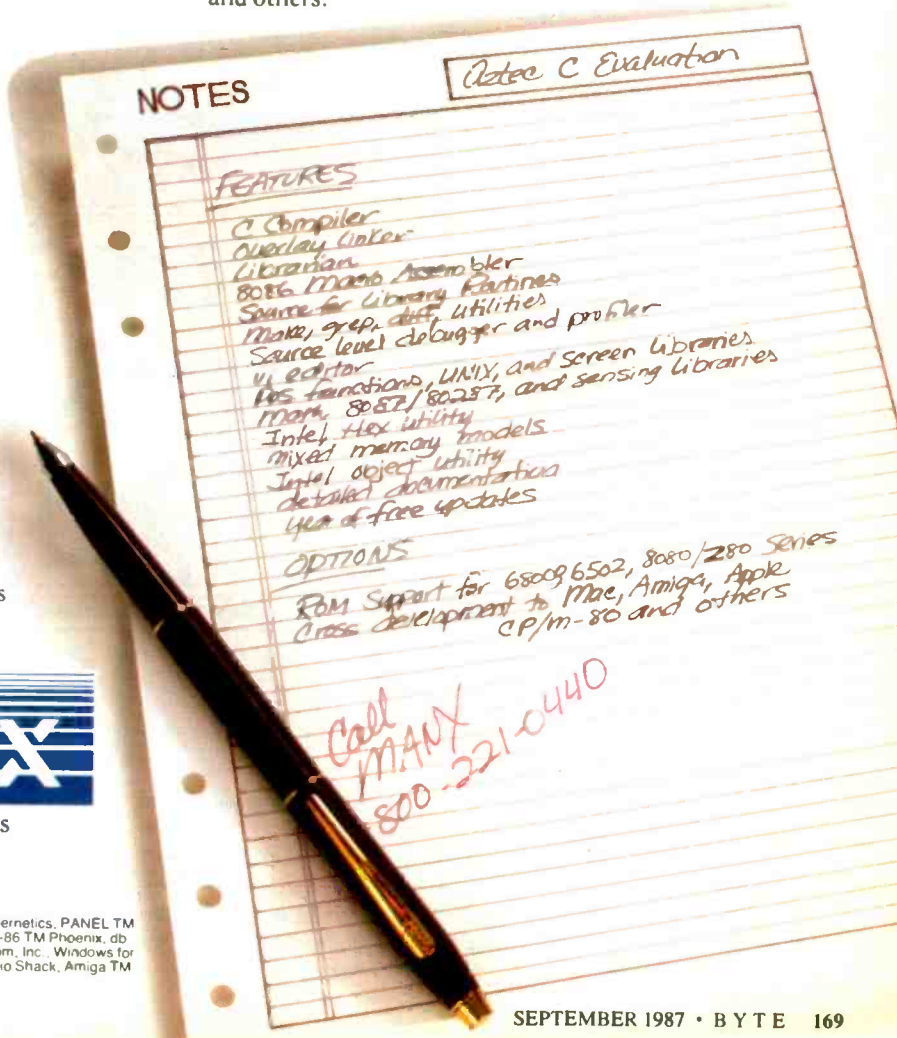 and others.
NOTES
Aztec C Evaluation
FEATURES
C Compiler
Overlay Linker
Librarian
8086 Macro Assembler
Source for Library Routines
Make, grep, diff, utilities
Source level debugger and profiler
vi editor
DOS functions, UNIX, and screen libraries
Math, 8087/80287, and sensing libraries
Intel Hex utility
mixed memory models
Intel object utility
detailed documentation
year of free updates
OPTIONS
ROM Support for 68000, 6502, 8080/Z80 Series
Cross development to Mac, Amiga, Apple
CP/m-80 and others
Call
MANX
800-221-0440
s
X
s
ernetics, PANEL TM
-86 TM Phoenix, db
om, Inc., Windows for
io Shack, Amiga TM
SEPTEMBER 1987 • BYTE 169